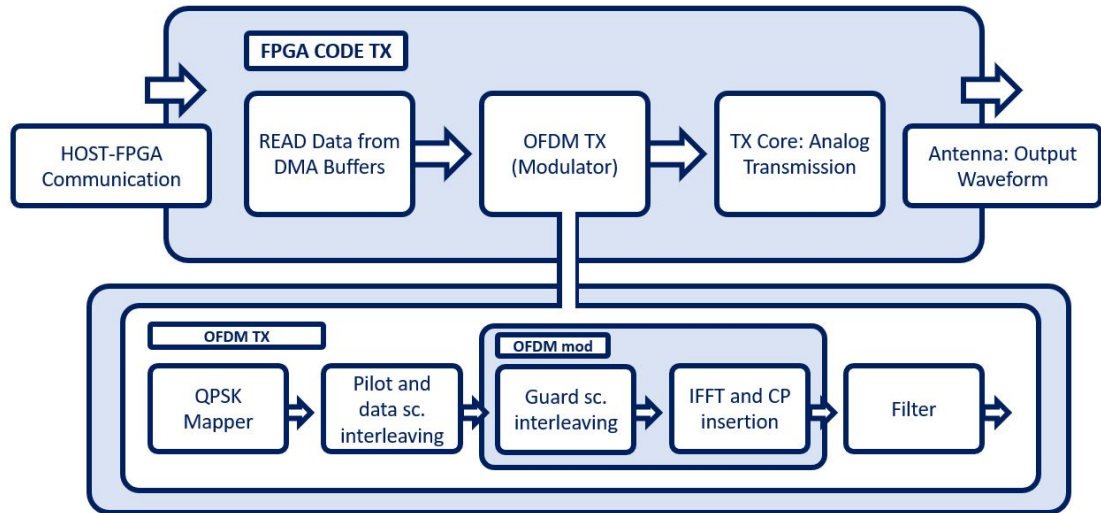 FPGA CODE TX
HOST-FPGA
Communication
READ Data from
DMA Buffers
OFDM TX
(Modulator)
TX Core: Analog
Transmission
Antenna: Output
Waveform
OFDM TX
OFDM mod
QPSK
Mapper
Pilot and
data sc.
interleaving
Guard sc.
interleaving
IFFT and CP
insertion
Filter